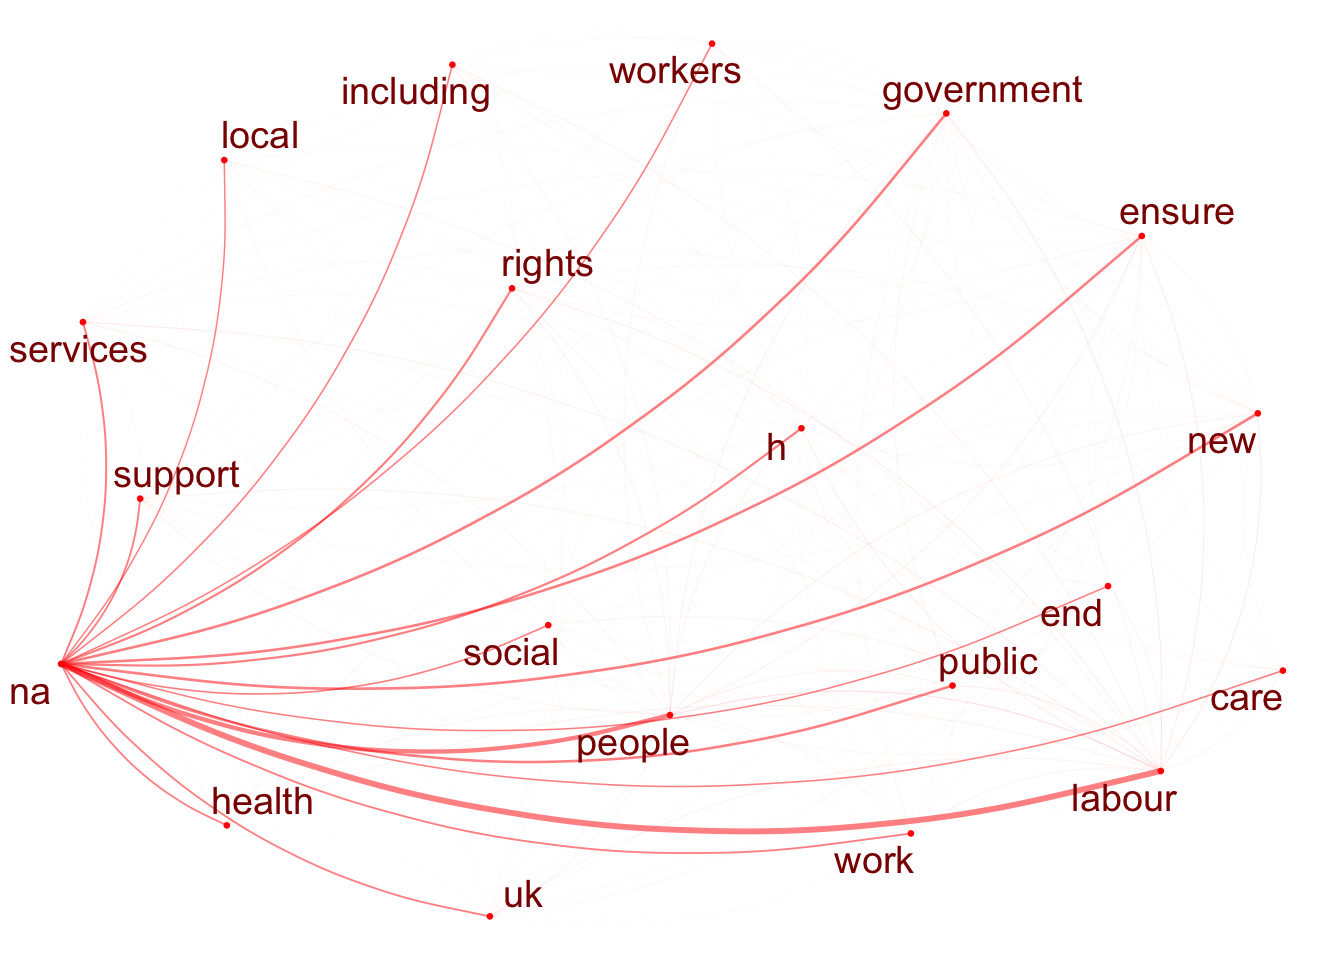 workers
including
government
local
ensure
rights
services
new
h
support
end
social
public
na
care
people
labour
health
work
uk